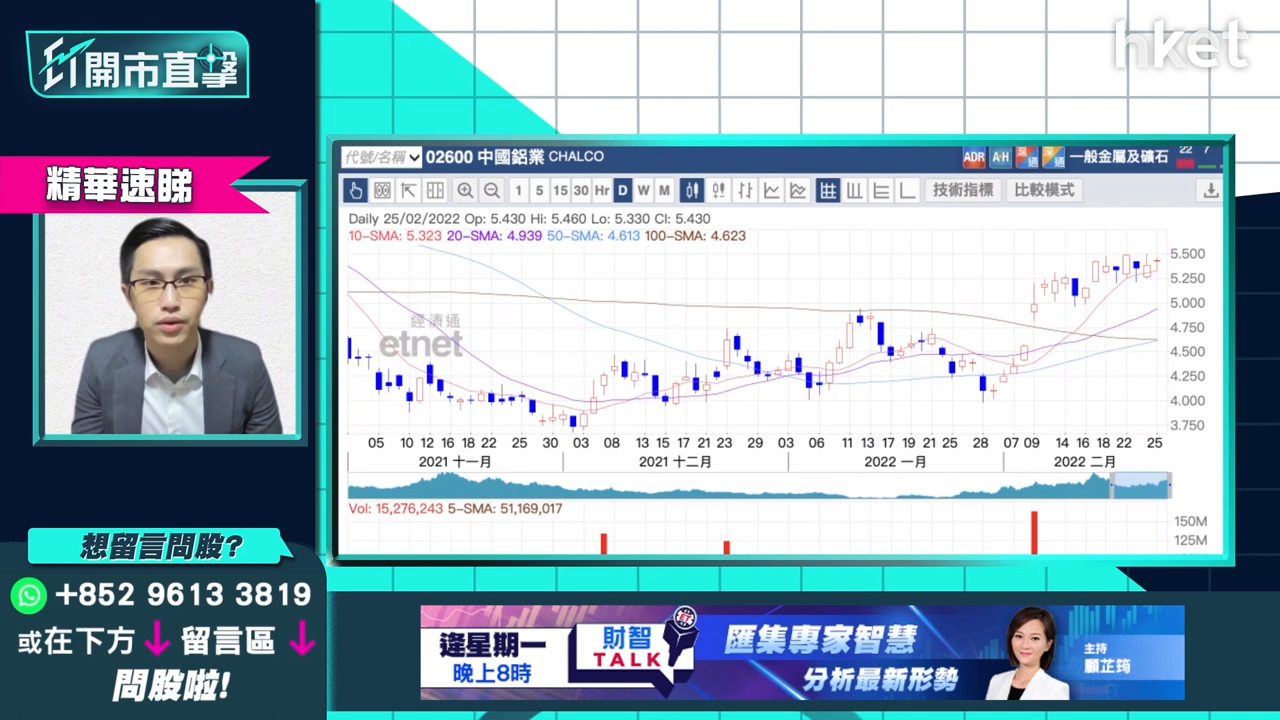 開市直擊
hket
精華速睇
代號/名稱 02600 中國鋁業 CHALCO ADR A·H 通 通 一般金屬及礦石 22 7
1 5 15 30 Hr D W M 技術指標 比較模式
Daily 25/02/2022 Op: 5.430 Hi: 5.460 Lo: 5.330 Cl: 5.430
10-SMA: 5.323 20-SMA: 4.939 50-SMA: 4.613 100-SMA: 4.623
5.500
5.250
5.000
4.750
4.500
4.250
4.000
3.750
經濟通
etnet
05 10 12 16 18 22 25 30 03 08 13 15 17 21 23 29 03 06 11 13 17 19 21 25 28 07 09 14 16 18 22 25
2021 十一月 2021 十二月 2022 一月 2022 二月
Vol: 15,276,243 5-SMA: 51,169,017
150M
125M
想留言問股?
+852 9613 3819
或在下方 留言區
問股啦!
逢星期一
晚上8時
財智
TALK
匯集專家智慧
分析最新形勢
主持
顧芷筠